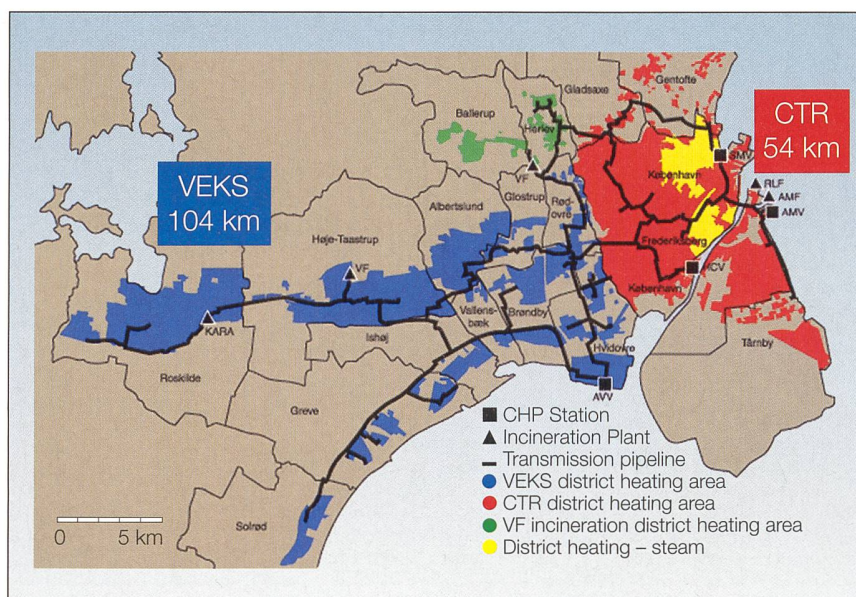 Gentofte
Gladsaxe
Ballerup
Herlev
CTR
54 km
SMV
København
VEKS
104 km
VF
RLF
AMF
AMV
Albertslund
Glostrup
Rød-
ovre
Høje-Taastrup
VF
Frederiksberg
HCV
København
KARA
Vallens-
bæk
Brøndby
Ishøj
Hvidovre
Tårnby
Roskilde
AVV
Greve
Solrød
CHP Station
Incineration Plant
Transmission pipeline
VEKS district heating area
CTR district heating area
VF incineration district heating area
District heating – steam
0 5 km